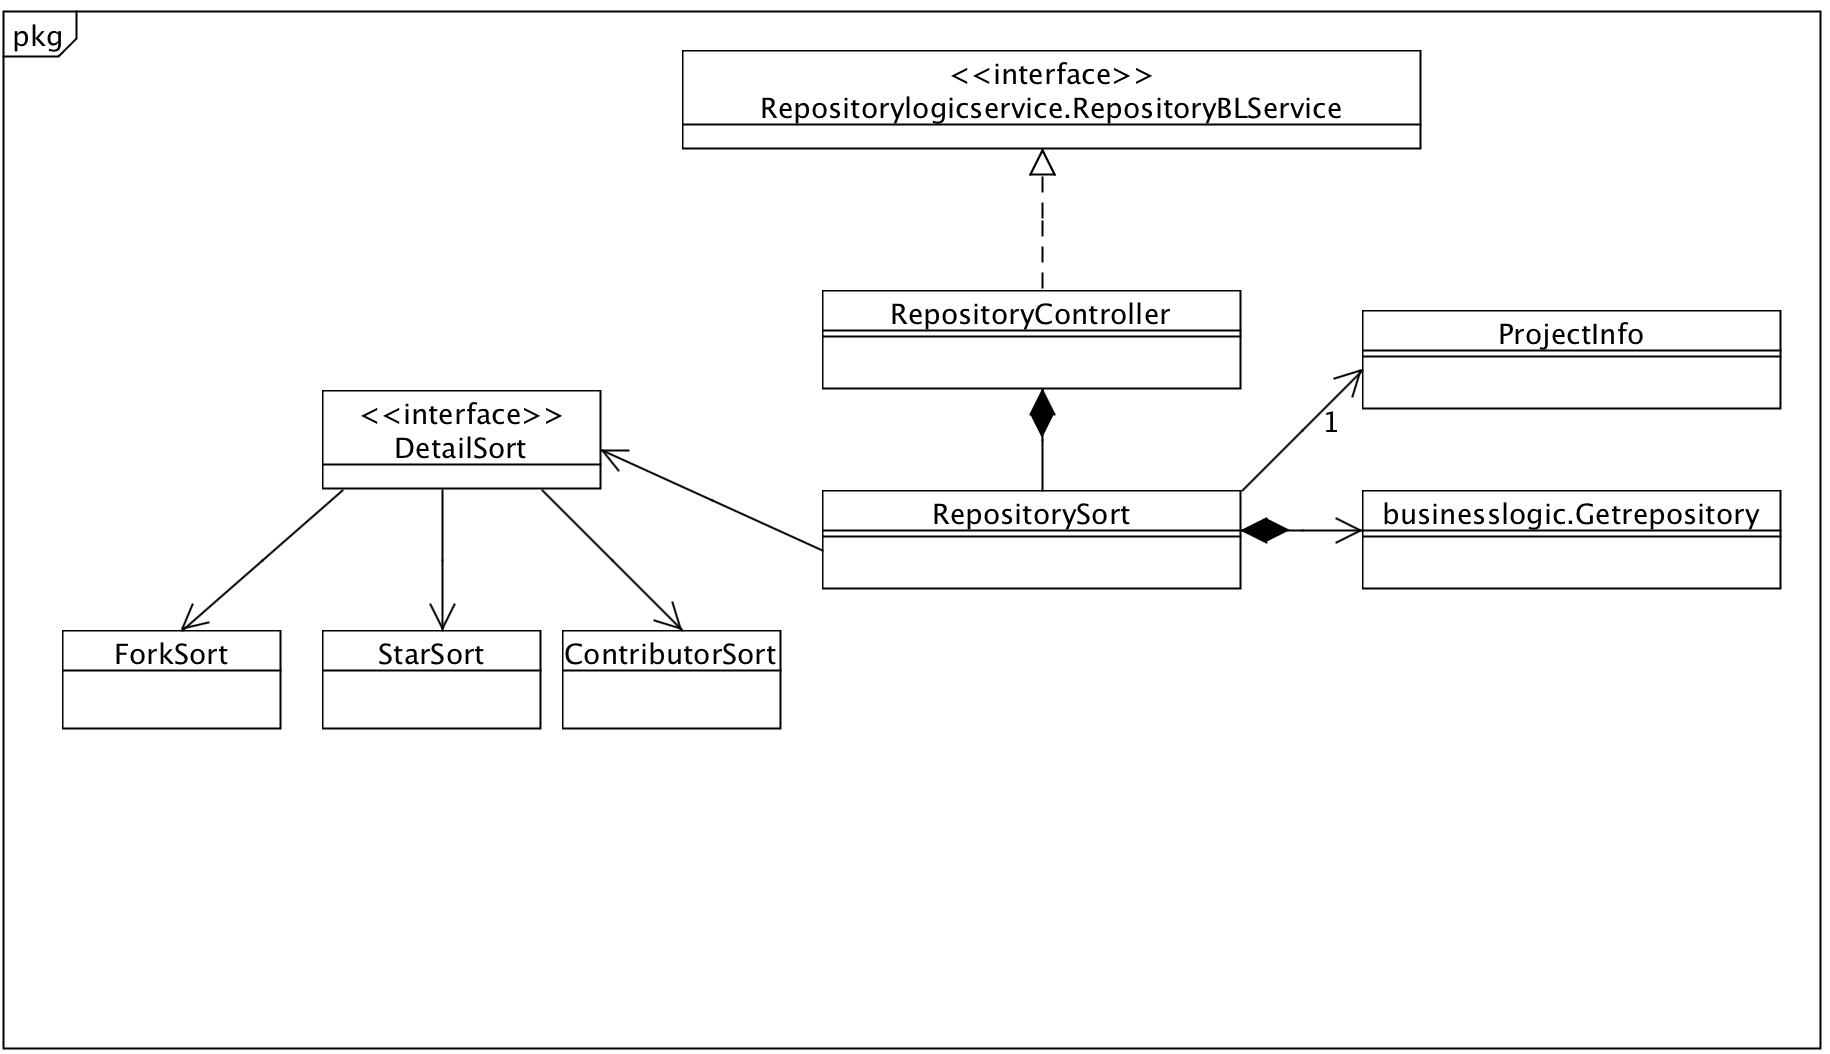 pkg
<<interface>>
Repositorylogicservice.RepositoryBLService
RepositoryController
ProjectInfo
<<interface>>
DetailSort
1
RepositorySort
businesslogic.Getrepository
ForkSort
StarSort
ContributorSort